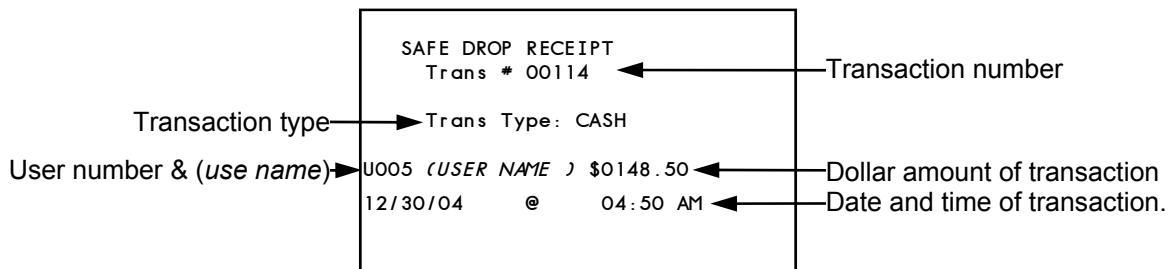 SAFE DROP RECEIPT
Trans # 00114
Transaction number
Transaction type
Trans Type: CASH
User number & (use name)
U005 (USER NAME ) $0148.50
Dollar amount of transaction
12/30/04 @ 04:50 AM
Date and time of transaction.